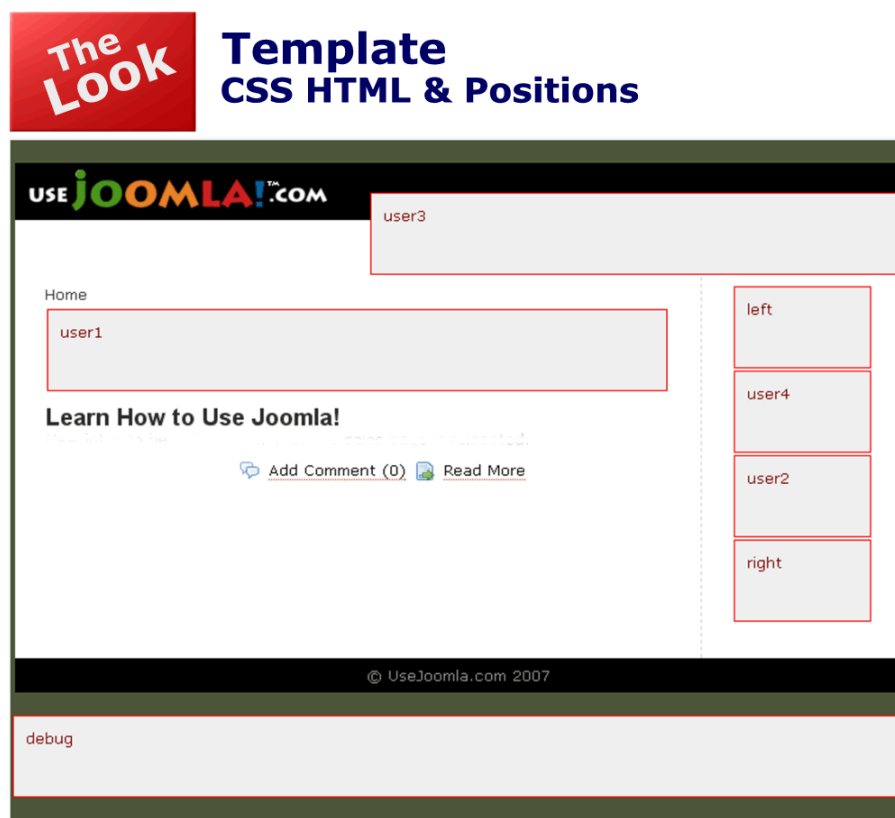 The
Look
Template
CSS HTML & Positions
USE JOOMLA!™.COM
user3
Home
user1
left
Learn How to Use Joomla!
user4
Add Comment (0) Read More
user2
right
© UseJoomla.com 2007
debug